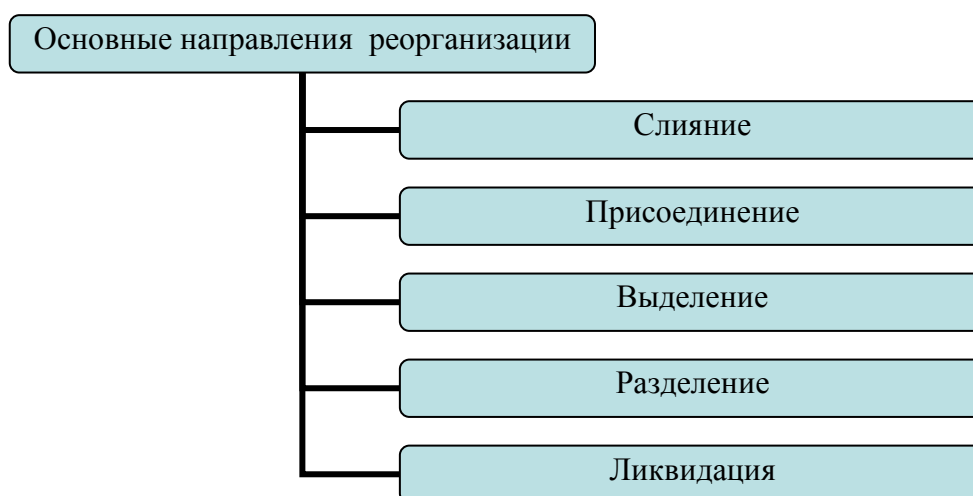 Основные направления реорганизации
Слияние
Присоединение
Выделение
Разделение
Ликвидация